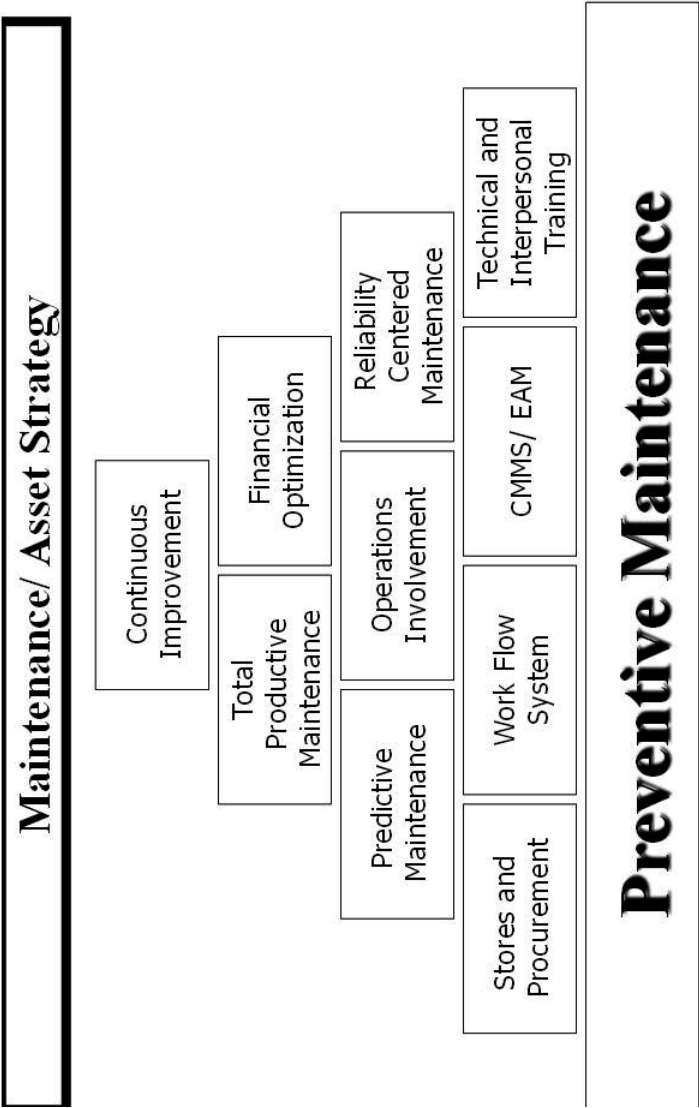 Maintenance/ Asset Strategy
Continuous
Improvement
Total
Productive
Maintenance
Financial
Optimization
Predictive
Maintenance
Operations
Involvement
Reliability
Centered
Maintenance
Stores and
Procurement
Work Flow
System
CMMS/ EAM
Technical and
Interpersonal
Training
Preventive Maintenance